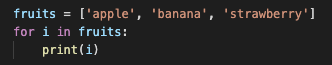 fruits = ['apple', 'banana', 'strawberry']
for i in fruits:
    print(i)